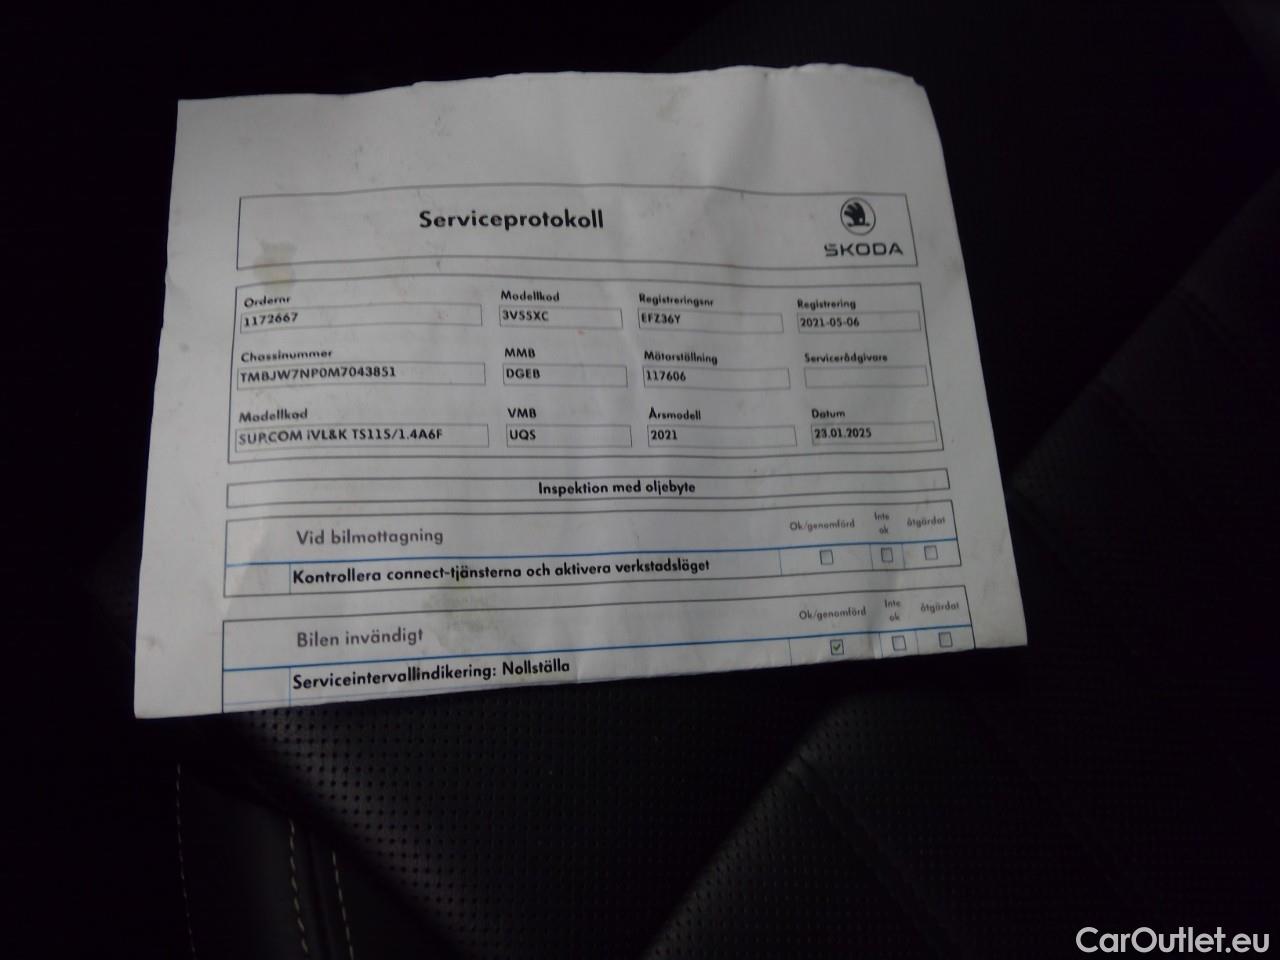 Serviceprotokoll
SKODA
Ordernr Modellkod Registreringsnr Registrering
1172667 3V5SXC EFZ36Y 2021-05-06
Chassinummer MMB Mätarställning Servicerådgivare
TMBJW7NP0M7043851 DGEB 117606
Modellkod VMB Årsmodell Datum
SUP.COM iVL&K TS115/1.4A6F UQS 2021 23.01.2025
Inspektion med oljebyte
Vid bilmottagning Ok/genomförd Inte ok åtgärdat
Kontrollera connect-tjänsterna och aktivera verkstadsläget
Bilen invändigt Ok/genomförd Inte ok åtgärdat
Serviceintervallindikering: Nollställa
CarOutlet.eu